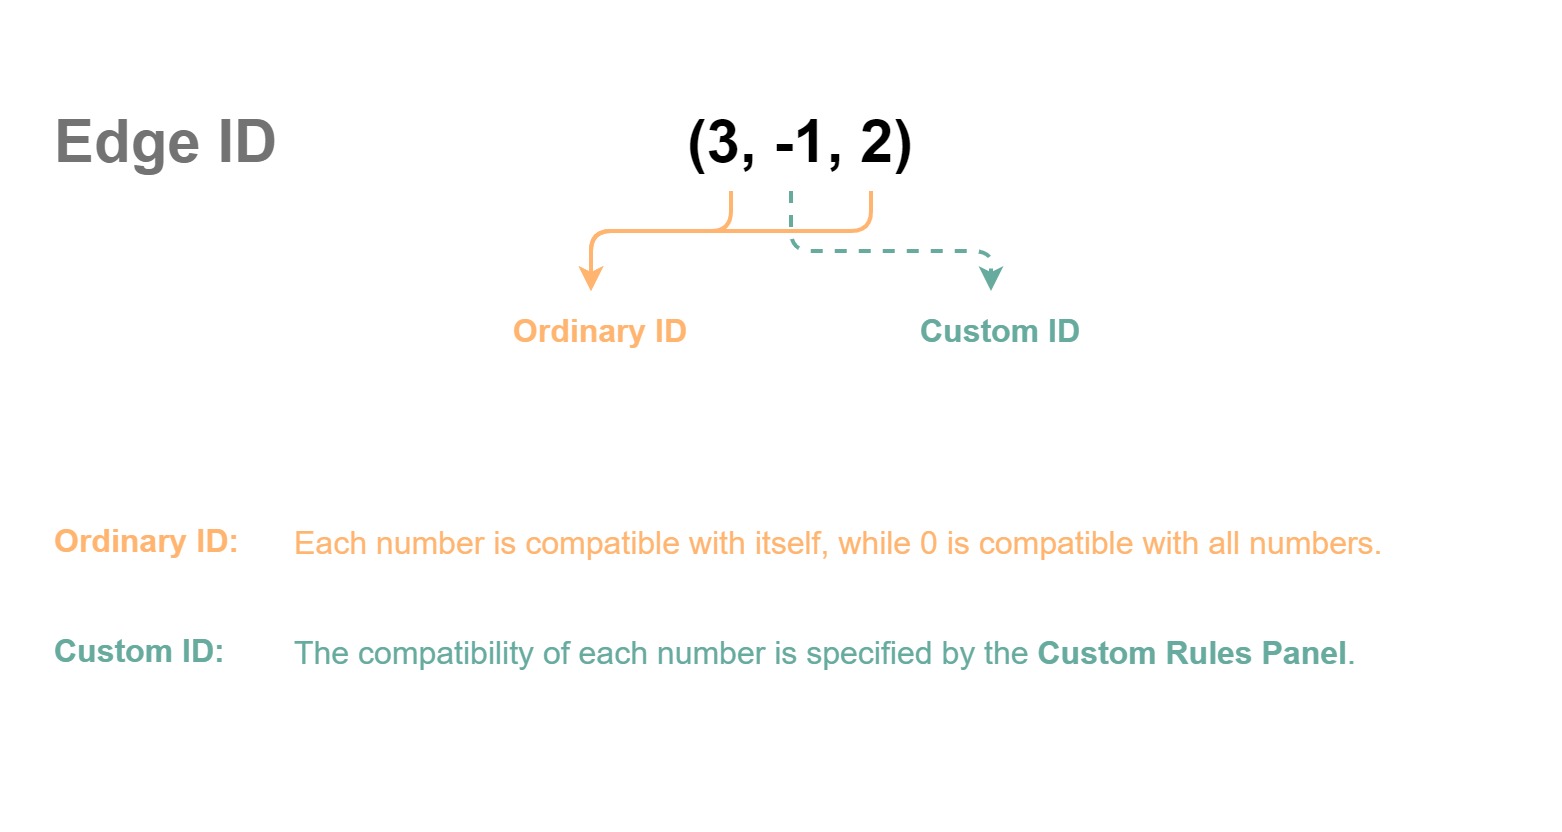 Edge ID
(3, -1, 2)
Ordinary ID
Custom ID
Ordinary ID: Each number is compatible with itself, while 0 is compatible with all numbers.
Custom ID: The compatibility of each number is specified by the Custom Rules Panel.